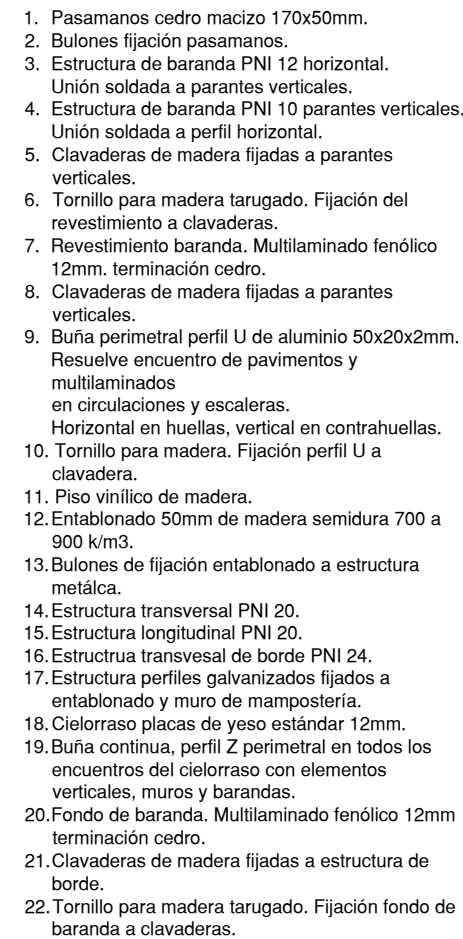 1. Pasamanos cedro macizo 170x50mm.
2. Bulones fijación pasamanos.
3. Estructura de baranda PNI 12 horizontal.
Unión soldada a parantes verticales.
4. Estructura de baranda PNI 10 parantes verticales.
Unión soldada a perfil horizontal.
5. Clavaderas de madera fijadas a parantes
verticales.
6. Tornillo para madera tarugado. Fijación del
revestimiento a clavaderas.
7. Revestimiento baranda. Multilaminado fenólico
12mm. terminación cedro.
8. Clavaderas de madera fijadas a parantes
verticales.
9. Buña perimetral perfil U de aluminio 50x20x2mm.
Resuelve encuentro de pavimentos y
multilaminados
en circulaciones y escaleras.
Horizontal en huellas, vertical en contrahuellas.
10. Tornillo para madera. Fijación perfil U a
clavadera.
11. Piso vinílico de madera.
12. Entablonado 50mm de madera semidura 700 a
900 k/m3.
13. Bulones de fijación entablonado a estructura
metálca.
14. Estructura transversal PNI 20.
15. Estructura longitudinal PNI 20.
16. Estructrua transvesal de borde PNI 24.
17. Estructura perfiles galvanizados fijados a
entablonado y muro de mampostería.
18. Cielorraso placas de yeso estándar 12mm.
19. Buña continua, perfil Z perimetral en todos los
encuentros del cielorraso con elementos
verticales, muros y barandas.
20. Fondo de baranda. Multilaminado fenólico 12mm
terminación cedro.
21. Clavaderas de madera fijadas a estructura de
borde.
22. Tornillo para madera tarugado. Fijación fondo de
baranda a clavaderas.